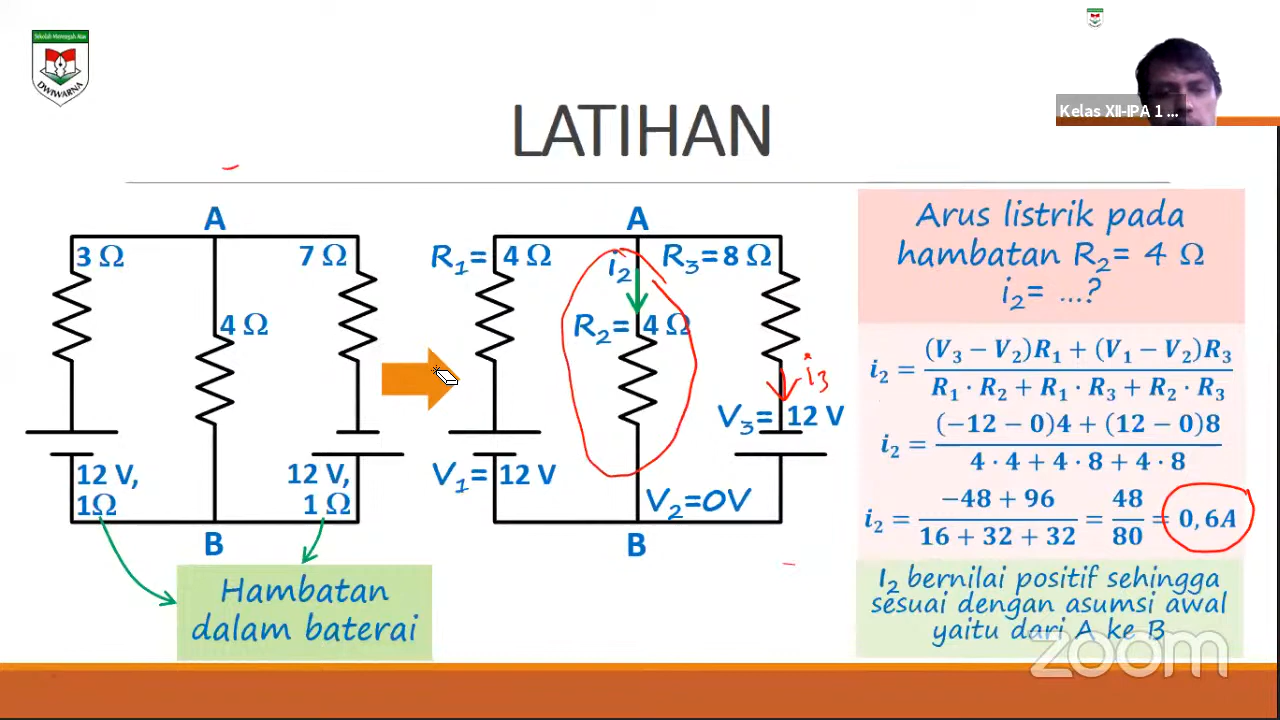 Sekolah Menengah Atas
DWIWARNA
Kelas XII-IPA 1 ...
LATIHAN
A
3 Ω
7 Ω
4 Ω
12 V,
1Ω
12 V,
1 Ω
B
Hambatan
dalam baterai
A
R₁= 4 Ω
i₂
R₃=8 Ω
R₂= 4 Ω
i₃
V₃= 12 V
V₁= 12 V
V₂=0V
B
Arus listrik pada
hambatan R₂= 4 Ω
i₂= ...?
i₂ = (V₃ − V₂)R₁ + (V₁ − V₂)R₃ / R₁ · R₂ + R₁ · R₃ + R₂ · R₃
i₂ = (−12 − 0)4 + (12 − 0)8 / 4 · 4 + 4 · 8 + 4 · 8
i₂ = −48 + 96 / 16 + 32 + 32 = 48 / 80 = 0,6A
I₂ bernilai positif sehingga
sesuai dengan asumsi awal
yaitu dari A ke B
zoom